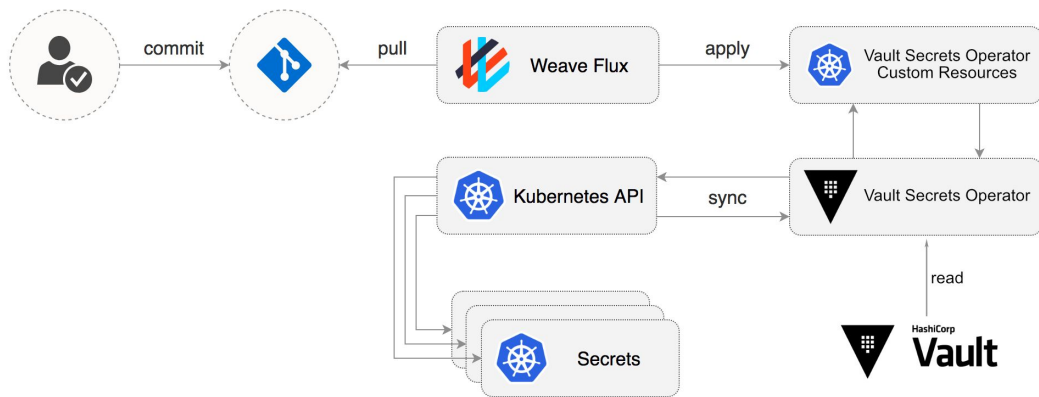 commit
pull
Weave Flux
apply
Vault Secrets Operator
Custom Resources
Kubernetes API
sync
Vault Secrets Operator
read
HashiCorp
Vault
Secrets